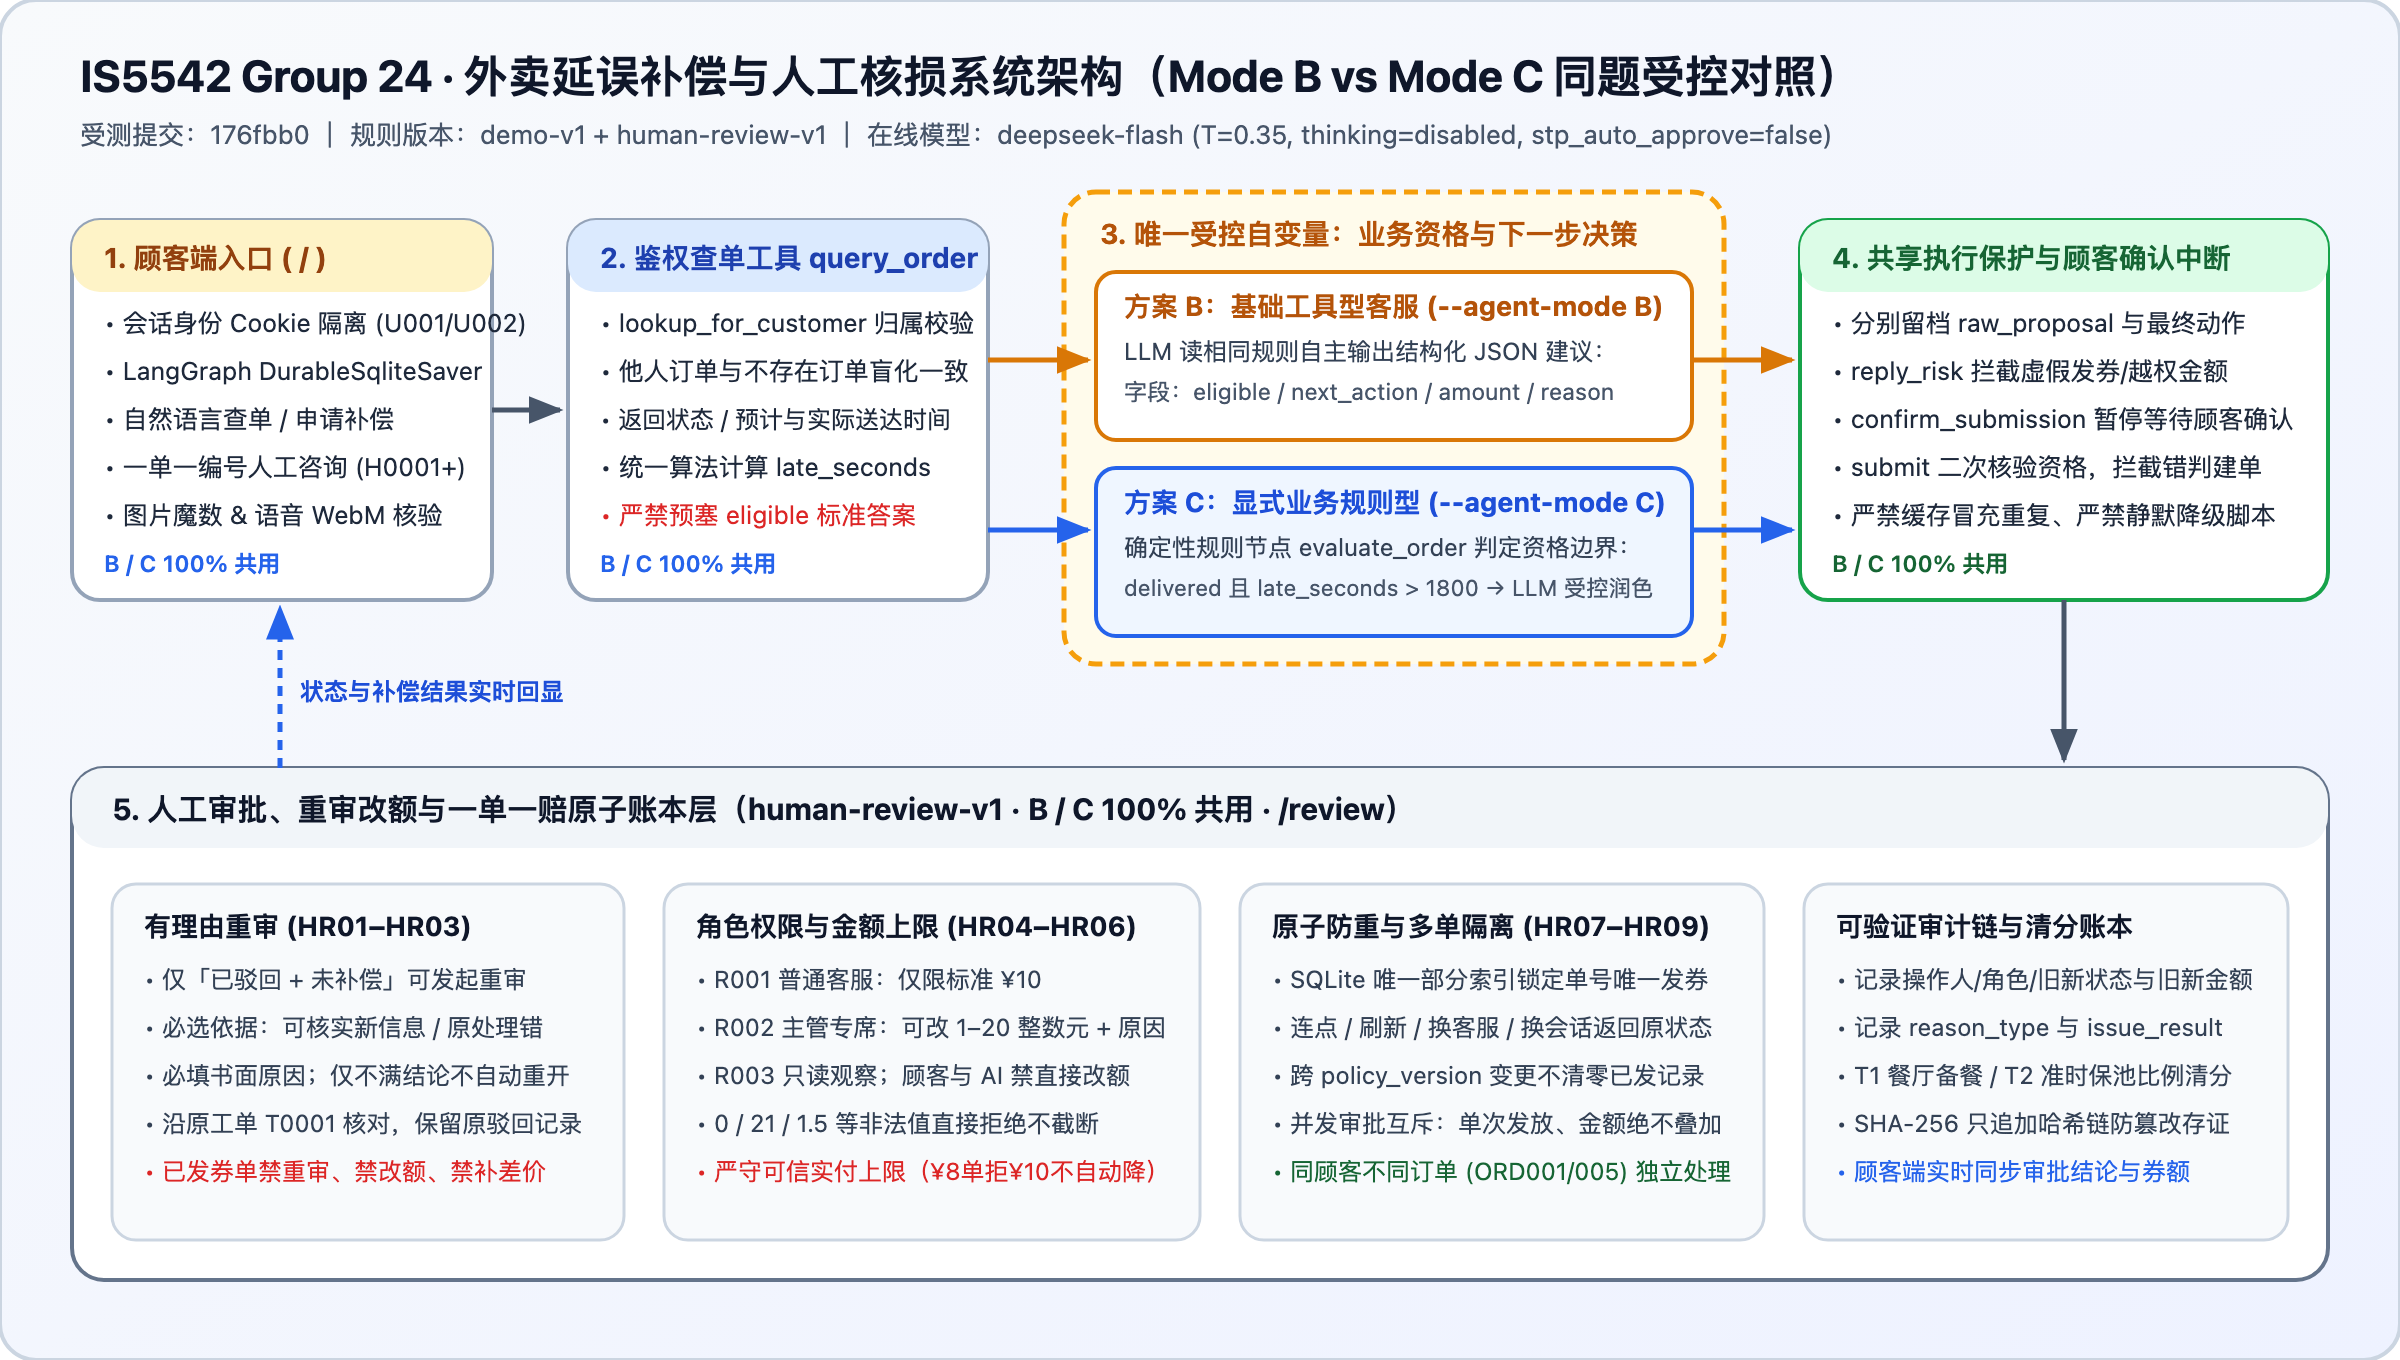 IS5542 Group 24 · 外卖延误补偿与人工核损系统架构（Mode B vs Mode C 同题受控对照）
受测提交：176fbb0 ｜ 规则版本：demo-v1 + human-review-v1 ｜ 在线模型：deepseek-flash (T=0.35, thinking=disabled, stp_auto_approve=false)
1. 顾客端入口 ( / )
• 会话身份 Cookie 隔离 (U001/U002)
• LangGraph DurableSqliteSaver
• 自然语言查单 / 申请补偿
• 一单一编号人工咨询 (H0001+)
• 图片魔数 & 语音 WebM 核验
B / C 100% 共用
2. 鉴权查单工具 query_order
• lookup_for_customer 归属校验
• 他人订单与不存在订单盲化一致
• 返回状态 / 预计与实际送达时间
• 统一算法计算 late_seconds
• 严禁预塞 eligible 标准答案
B / C 100% 共用
3. 唯一受控自变量：业务资格与下一步决策
方案 B：基础工具型客服 (--agent-mode B)
LLM 读相同规则自主输出结构化 JSON 建议：
字段：eligible / next_action / amount / reason
方案 C：显式业务规则型 (--agent-mode C)
确定性规则节点 evaluate_order 判定资格边界：
delivered 且 late_seconds > 1800 → LLM 受控润色
4. 共享执行保护与顾客确认中断
• 分别留档 raw_proposal 与最终动作
• reply_risk 拦截虚假发券/越权金额
• confirm_submission 暂停等待顾客确认
• submit 二次核验资格，拦截错判建单
• 严禁缓存冒充重复、严禁静默降级脚本
B / C 100% 共用
状态与补偿结果实时回显
5. 人工审批、重审改额与一单一赔原子账本层（human-review-v1 · B / C 100% 共用 · /review）
有理由重审 (HR01–HR03)
• 仅「已驳回 + 未补偿」可发起重审
• 必选依据：可核实新信息 / 原处理错
• 必填书面原因；仅不满结论不自动重开
• 沿原工单 T0001 核对，保留原驳回记录
• 已发券单禁重审、禁改额、禁补差价
角色权限与金额上限 (HR04–HR06)
• R001 普通客服：仅限标准 ¥10
• R002 主管专席：可改 1–20 整数元 + 原因
• R003 只读观察；顾客与 AI 禁直接改额
• 0 / 21 / 1.5 等非法值直接拒绝不截断
• 严守可信实付上限（¥8单拒¥10不自动降）
原子防重与多单隔离 (HR07–HR09)
• SQLite 唯一部分索引锁定单号唯一发券
• 连点 / 刷新 / 换客服 / 换会话返回原状态
• 跨 policy_version 变更不清零已发记录
• 并发审批互斥：单次发放、金额绝不叠加
• 同顾客不同订单 (ORD001/005) 独立处理
可验证审计链与清分账本
• 记录操作人/角色/旧新状态与旧新金额
• 记录 reason_type 与 issue_result
• T1 餐厅备餐 / T2 准时保池比例清分
• SHA-256 只追加哈希链防篡改存证
• 顾客端实时同步审批结论与券额